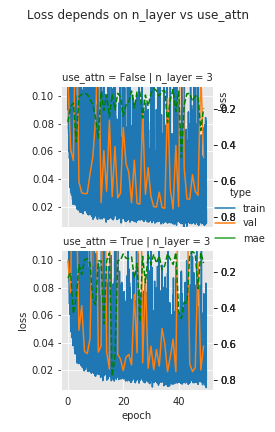 Loss depends on n_layer vs use_attn
use_attn = False | n_layer = 3
loss
0.10
0.08
0.06
0.04
0.02
0.2
0.4
0.6
0.8
type
train
val
mae
use_attn = True | n_layer = 3
loss
0.10
0.08
0.06
0.04
0.02
0.2
0.4
0.6
0.8
0
20
40
epoch